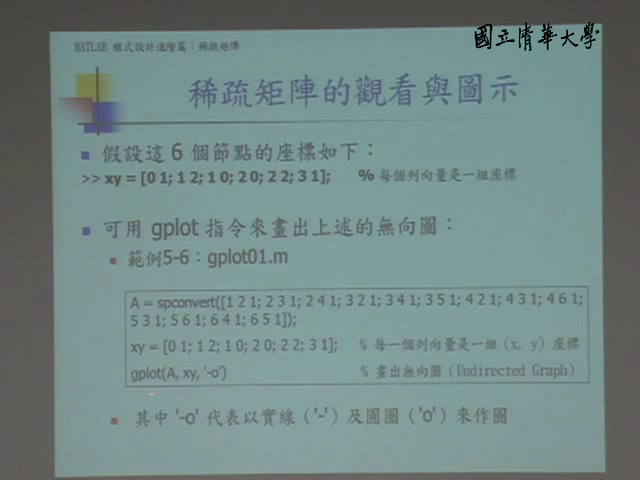 MATLAB 程式設計進階篇：稀疏矩陣
國立清華大學
稀疏矩陣的觀看與圖示
假設這 6 個節點的座標如下：
>> xy = [0 1; 1 2; 1 0; 2 0; 2 2; 3 1]; % 每個列向量是一組座標
可用 gplot 指令來畫出上述的無向圖：
範例5-6：gplot01.m
A = spconvert([1 2 1; 2 3 1; 2 4 1; 3 2 1; 3 4 1; 3 5 1; 4 2 1; 4 3 1; 4 6 1;
5 3 1; 5 6 1; 6 4 1; 6 5 1]);
xy = [0 1; 1 2; 1 0; 2 0; 2 2; 3 1]; % 每一個列向量是一組 (x, y) 座標
gplot(A, xy, '-o') % 畫出無向圖 (Undirected Graph)
其中 '-o' 代表以實線（'-'）及圓圈（'o'）來作圖